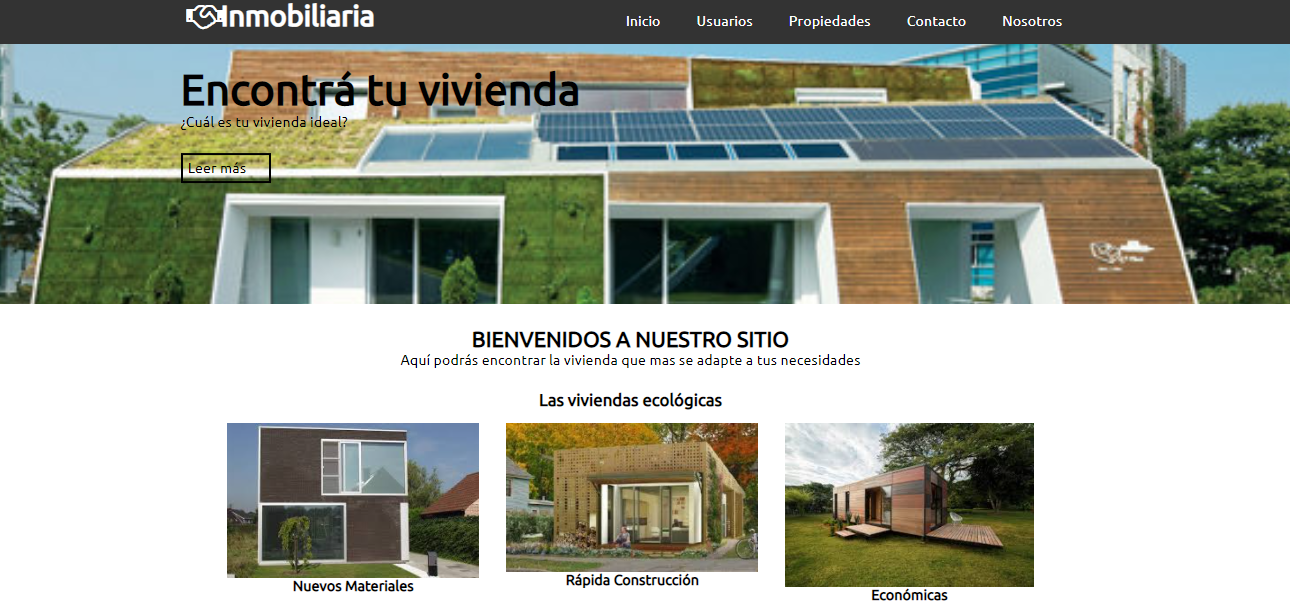 Inmobiliaria
Inicio Usuarios Propiedades Contacto Nosotros
Encontrá tu vivienda
¿Cuál es tu vivienda ideal?
Leer más
BIENVENIDOS A NUESTRO SITIO
Aquí podrás encontrar la vivienda que mas se adapte a tus necesidades
Las viviendas ecológicas
Nuevos Materiales
Rápida Construcción
Económicas